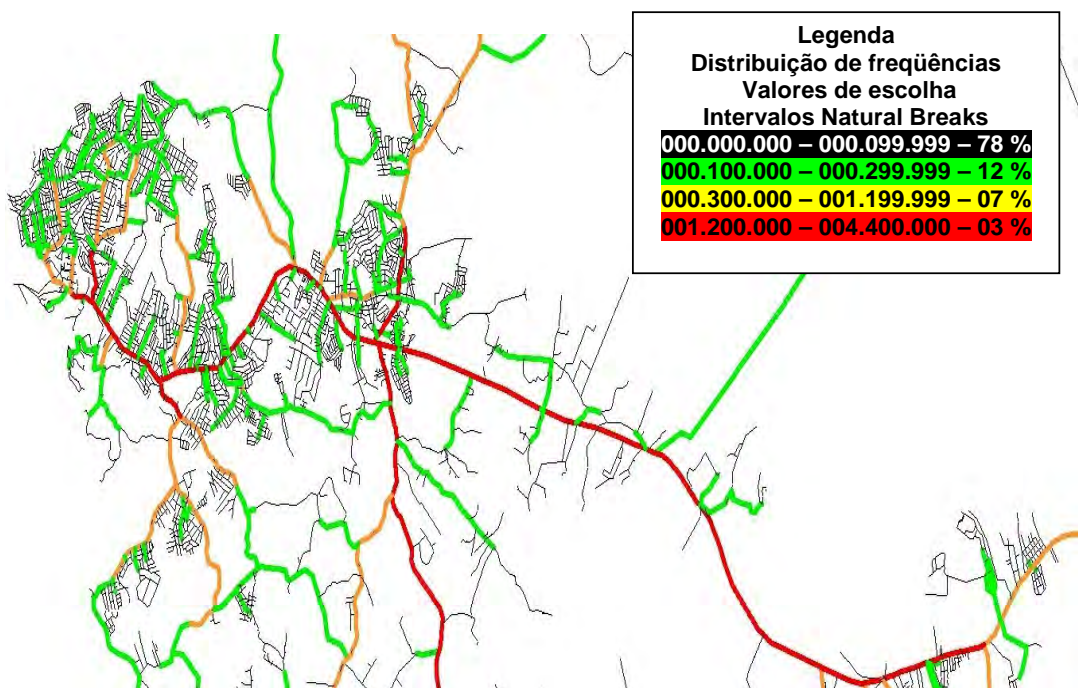 Legenda
Distribuição de freqüências
Valores de escolha
Intervalos Natural Breaks
000.000.000 – 000.099.999 – 78 %
000.100.000 – 000.299.999 – 12 %
000.300.000 – 001.199.999 – 07 %
001.200.000 – 004.400.000 – 03 %